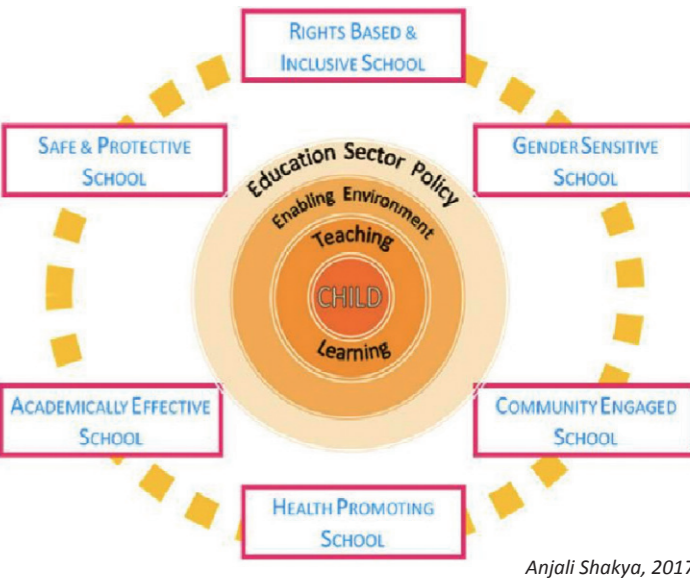 RIGHTS BASED &
INCLUSIVE SCHOOL
SAFE & PROTECTIVE
SCHOOL
GENDER SENSITIVE
SCHOOL
Education Sector Policy
Enabling Environment
Teaching
CHILD
Learning
ACADEMICALLY EFFECTIVE
SCHOOL
COMMUNITY ENGAGED
SCHOOL
HEALTH PROMOTING
SCHOOL
Anjali Shakya, 2017